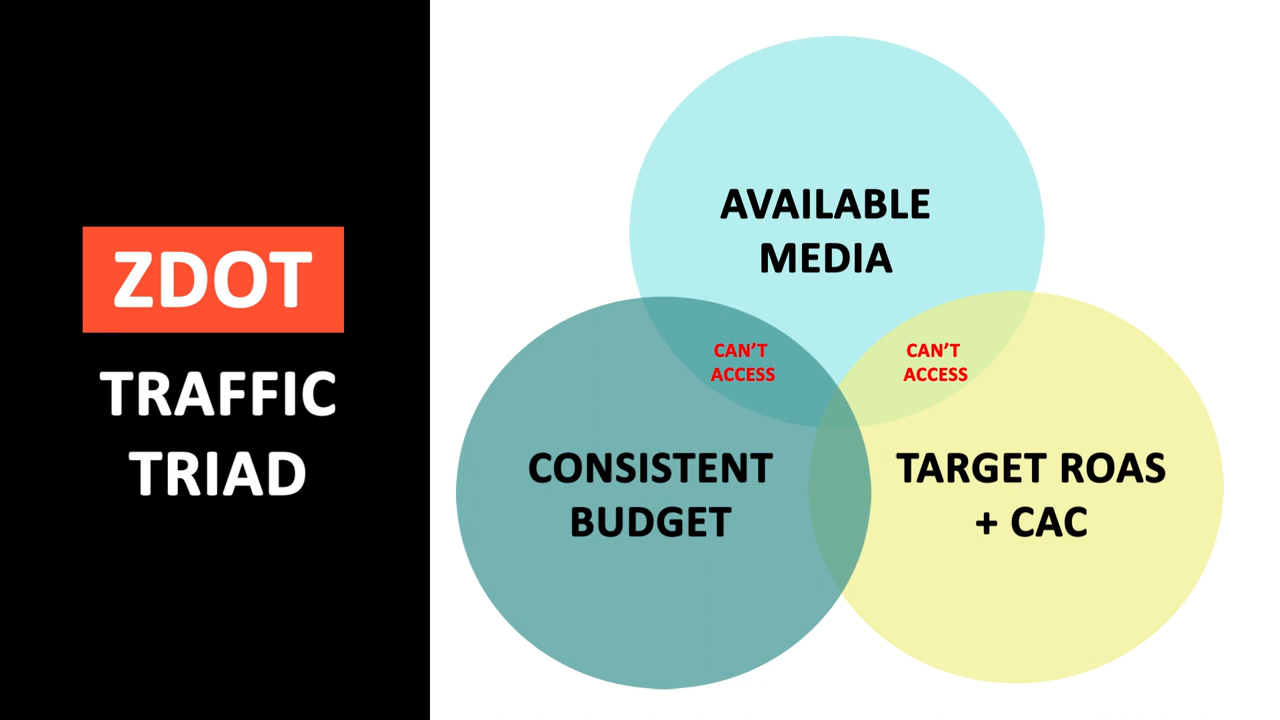 ZDOT
TRAFFIC
TRIAD
AVAILABLE
MEDIA
CAN’T
ACCESS
CAN’T
ACCESS
CONSISTENT
BUDGET
TARGET ROAS
+ CAC